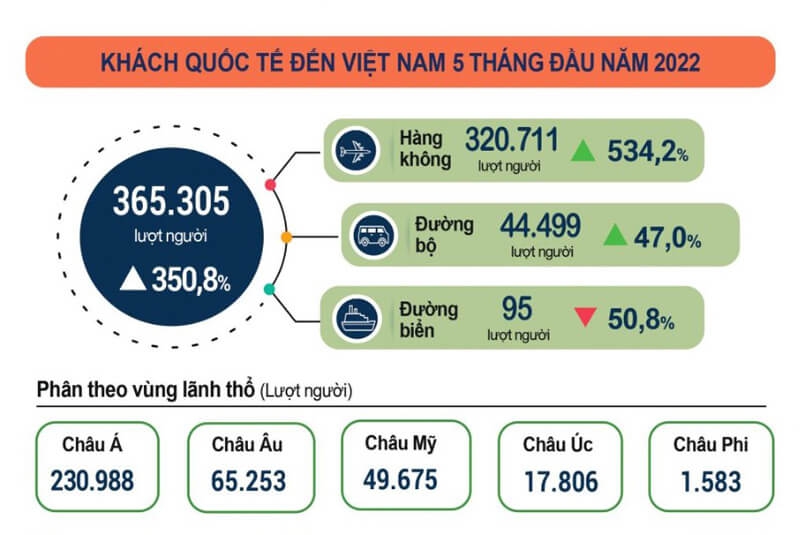 KHÁCH QUỐC TẾ ĐẾN VIỆT NAM 5 THÁNG ĐẦU NĂM 2022
365.305
lượt người
▲ 350,8%
Hàng
không
320.711
lượt người
▲ 534,2%
Đường
bộ
44.499
lượt người
▲ 47,0%
Đường
biển
95
lượt người
▼ 50,8%
Phân theo vùng lãnh thổ (Lượt người)
Châu Á
230.988
Châu Âu
65.253
Châu Mỹ
49.675
Châu Úc
17.806
Châu Phi
1.583